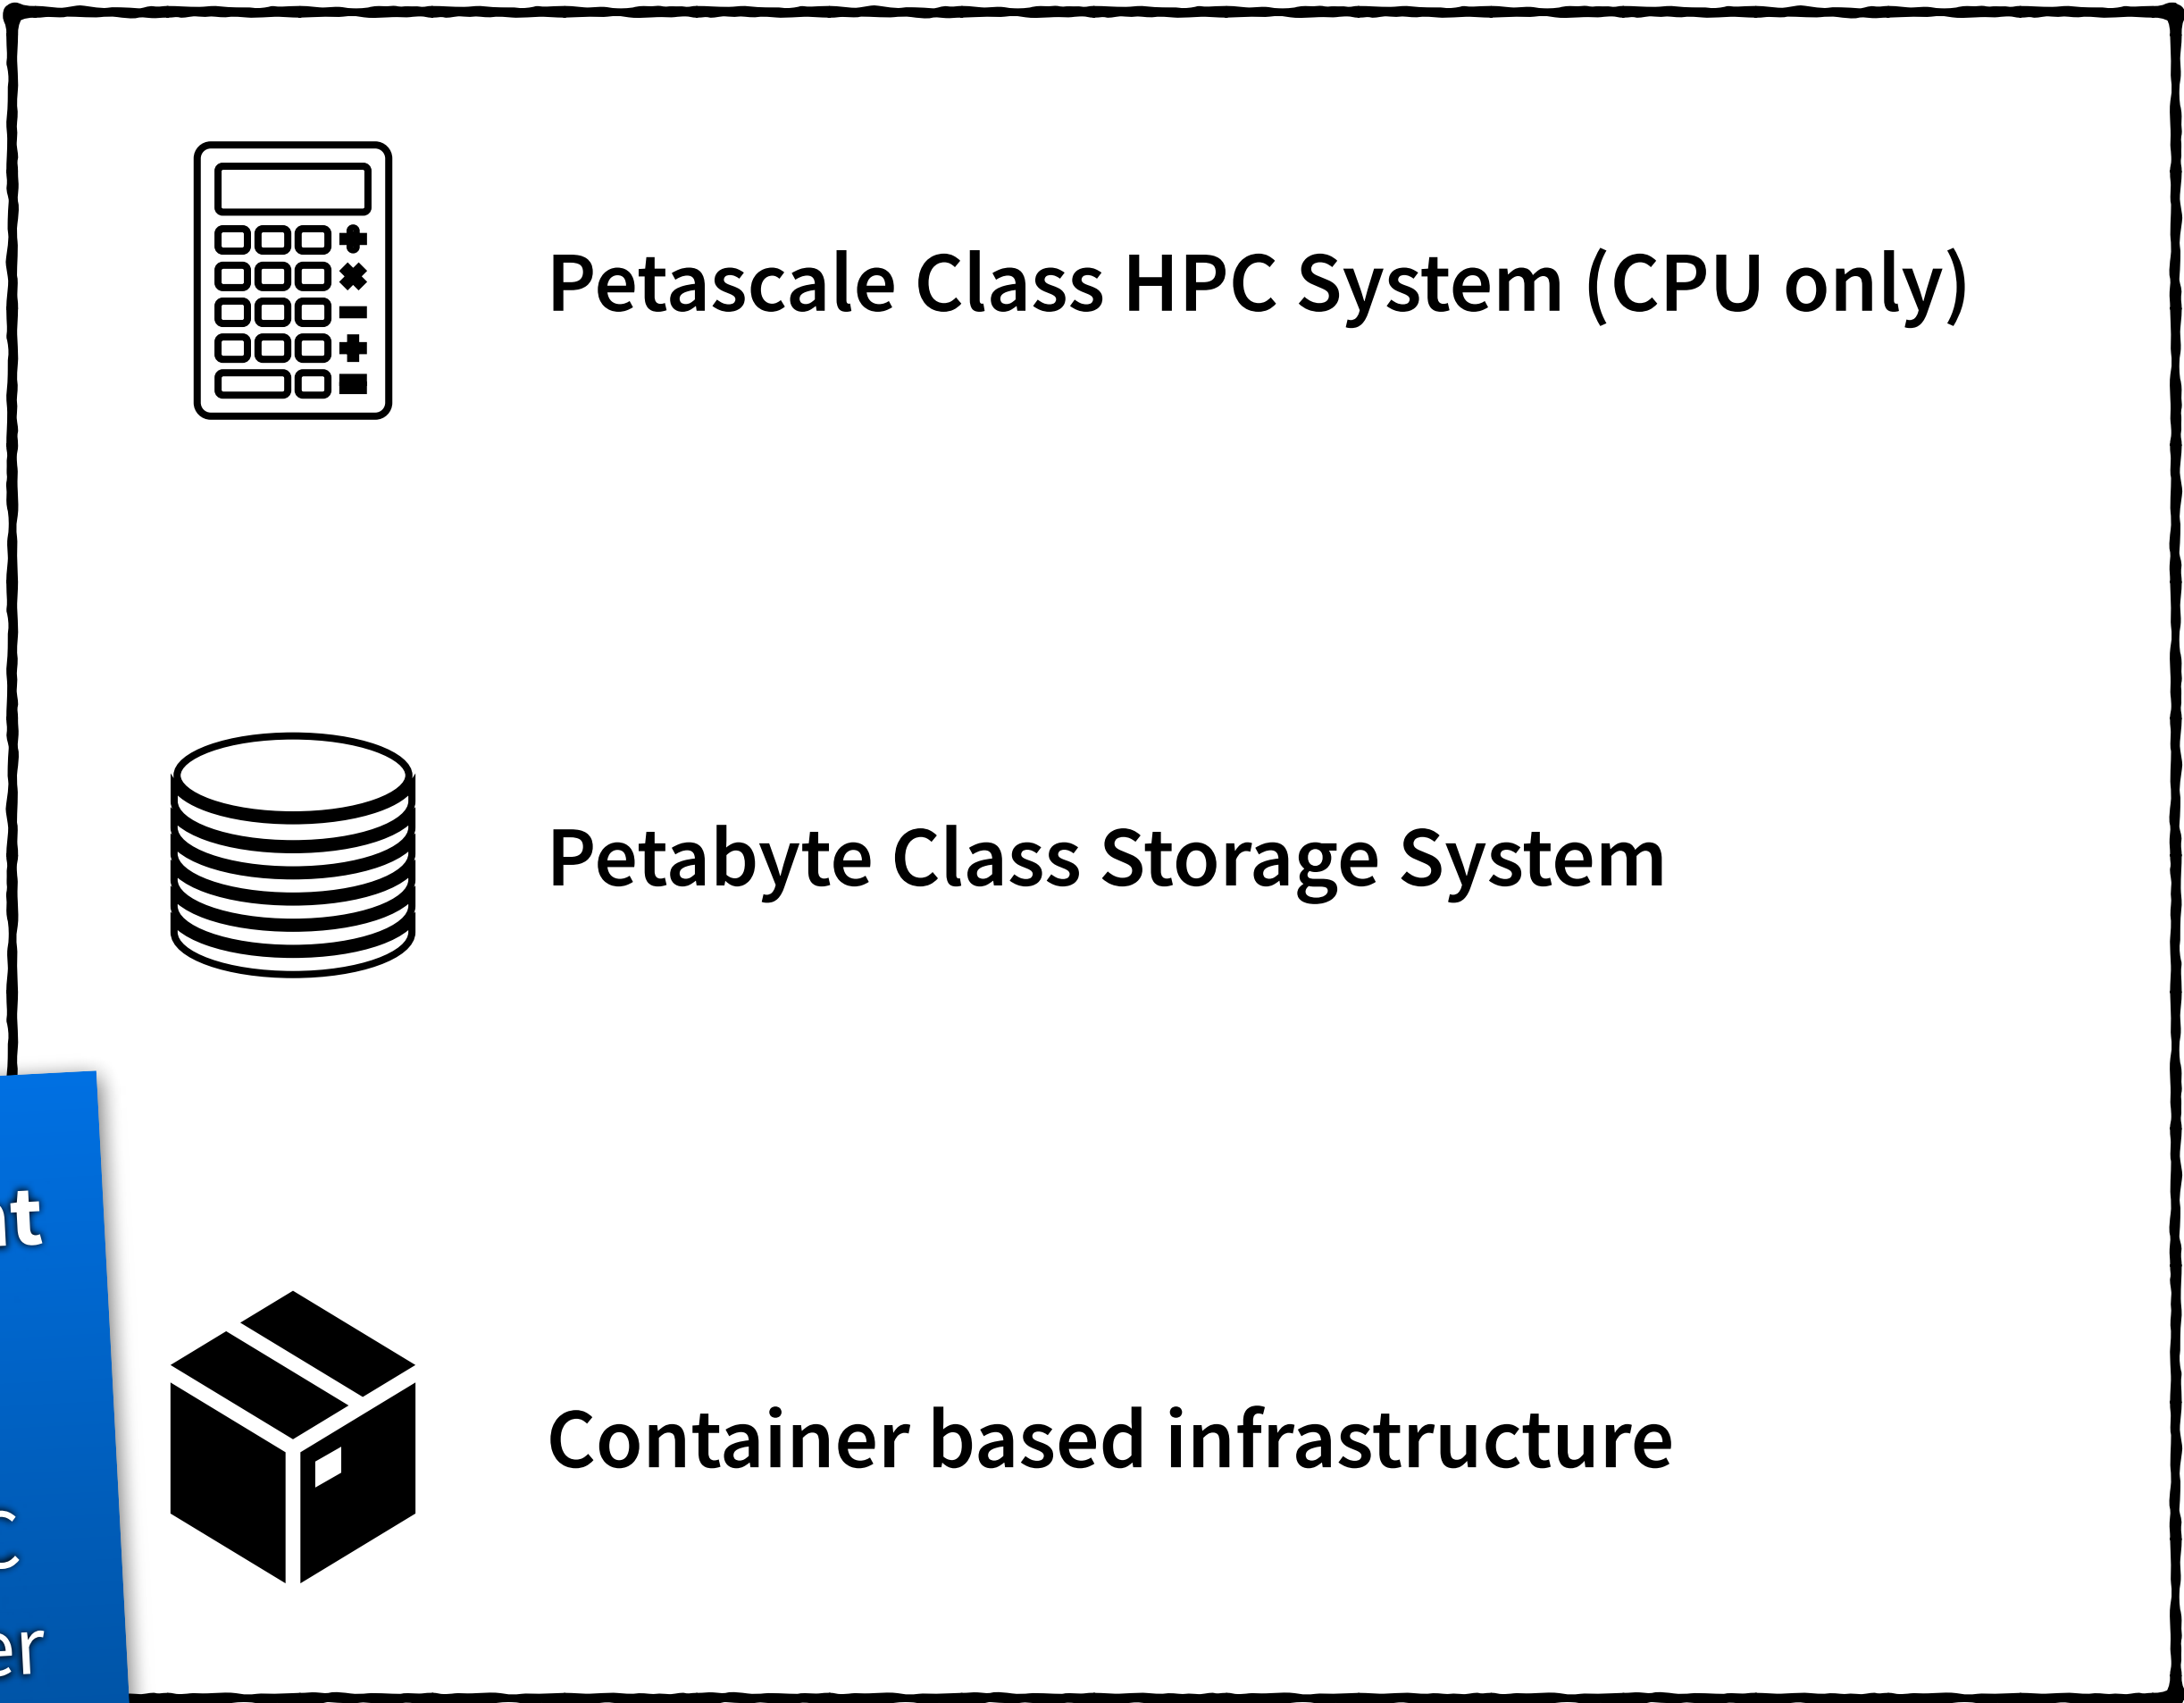 Petascale Class HPC System (CPU only)
Petabyte Class Storage System
Container based infrastructure